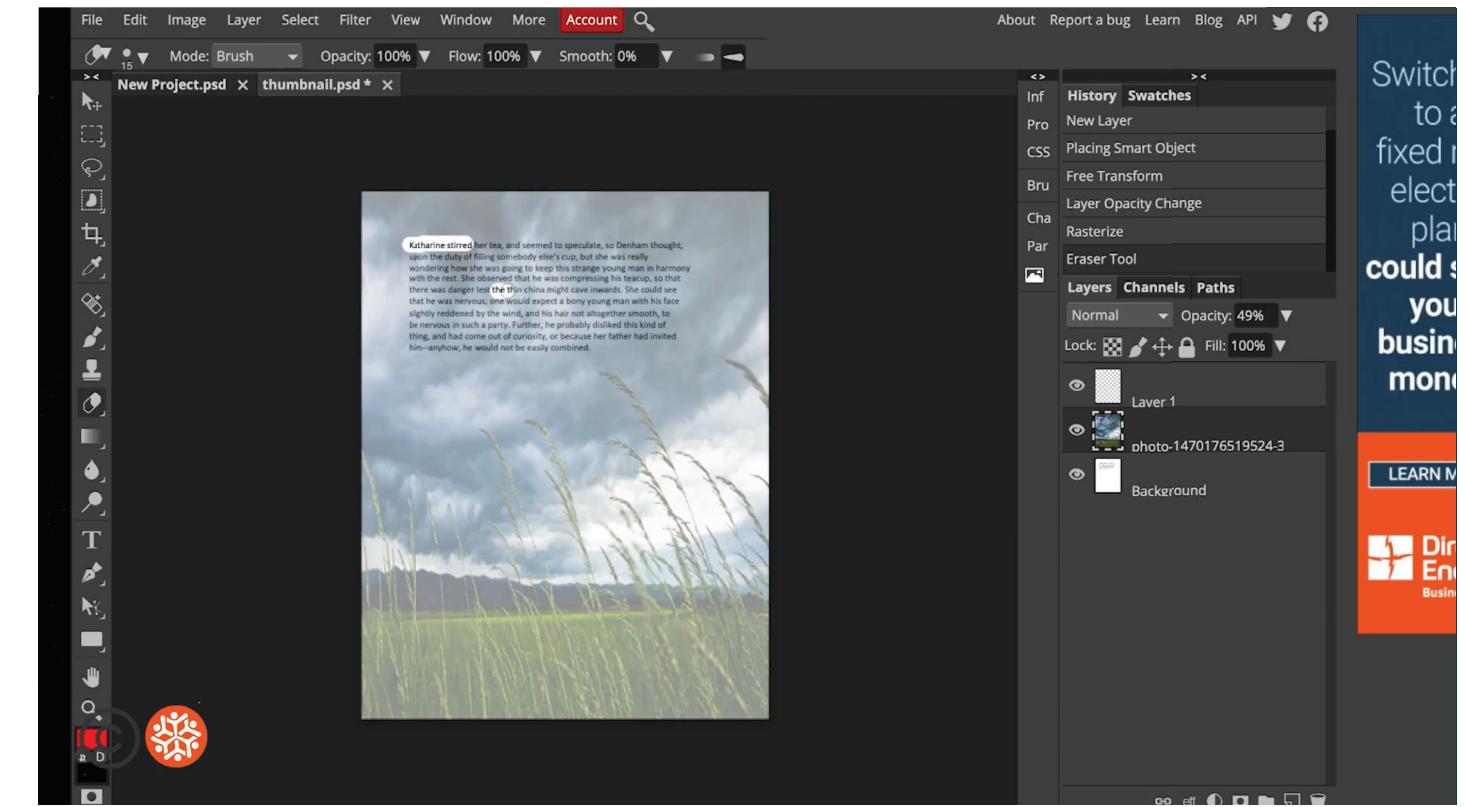 File Edit Image Layer Select Filter View Window More Account
About Report a bug Learn Blog API
15 Mode: Brush Opacity: 100% Flow: 100% Smooth: 0%
New Project.psd thumbnail.psd *
Inf
Pro
CSS
Bru
Cha
Par
History Swatches
New Layer
Placing Smart Object
Free Transform
Layer Opacity Change
Rasterize
Eraser Tool
Layers Channels Paths
Normal Opacity: 49%
Lock: Fill: 100%
Layer 1
photo-1470176519524-3
Background
eff
Katharine stirred her tea, and seemed to speculate, so Denham thought,
upon the duty of filling somebody else's cup, but she was really
wondering how she was going to keep this strange young man in harmony
with the rest. She observed that he was compressing his teacup, so that
there was danger lest the thin china might cave inwards. She could see
that he was nervous; one would expect a bony young man with his face
slightly reddened by the wind, and his hair not altogether smooth, to
be nervous in such a party. Further, he probably disliked this kind of
thing, and had come out of curiosity, or because her father had invited
him--anyhow, he would not be easily combined.
T
D
©
Switch
to a
fixed
elect
plan
could s
you
busin
mone
LEARN M
Dir
Ene
Busin